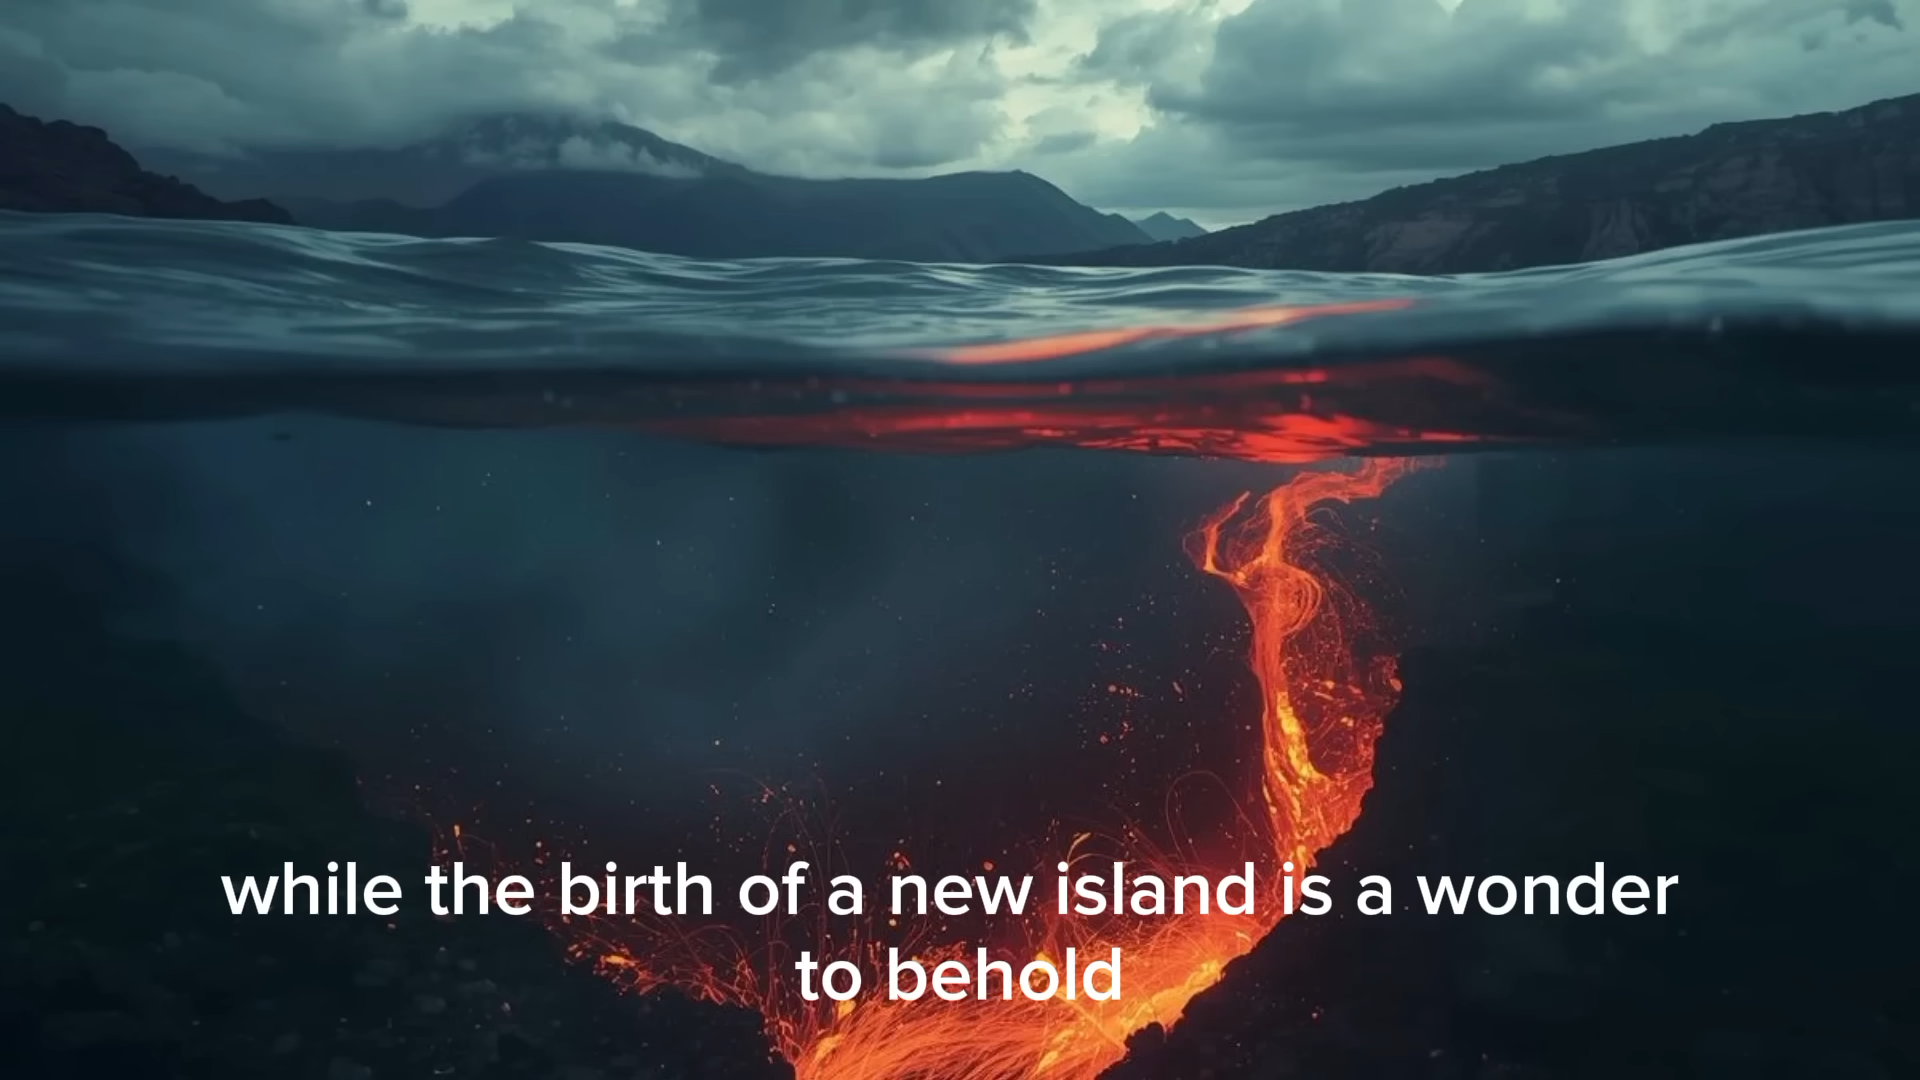 while the birth of a new island is a wonder
to behold